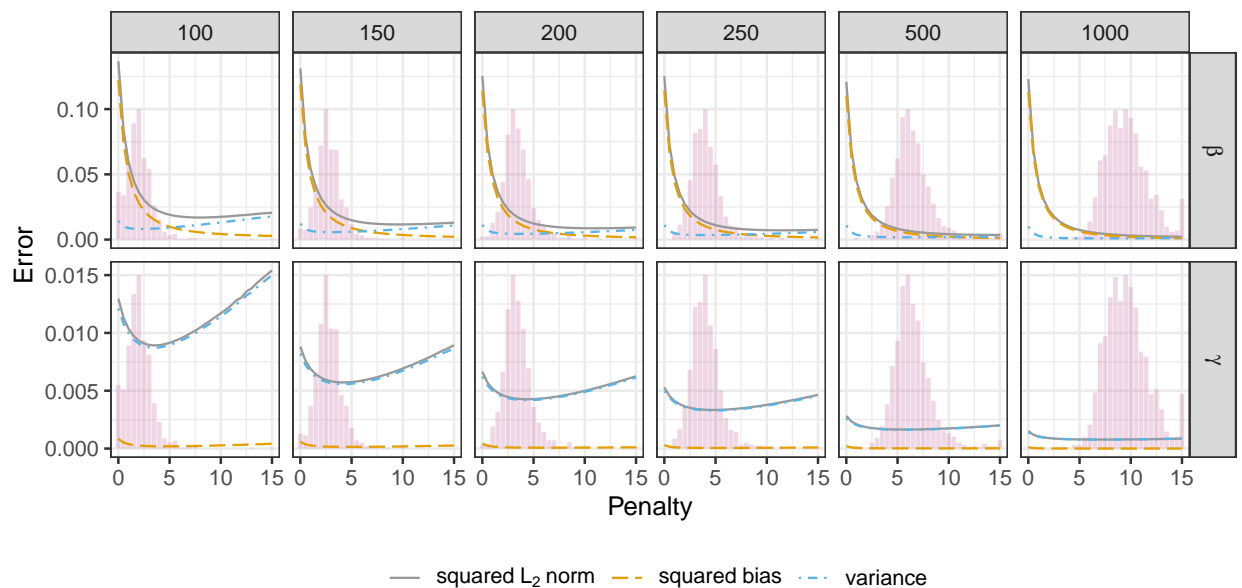 100 150 200 250 500 1000
0.10
0.05
0.00
β
Error
0.015
0.010
0.005
0.000
γ
0 5 10 15 0 5 10 15 0 5 10 15 0 5 10 15 0 5 10 15 0 5 10 15
Penalty
squared L₂ norm squared bias variance